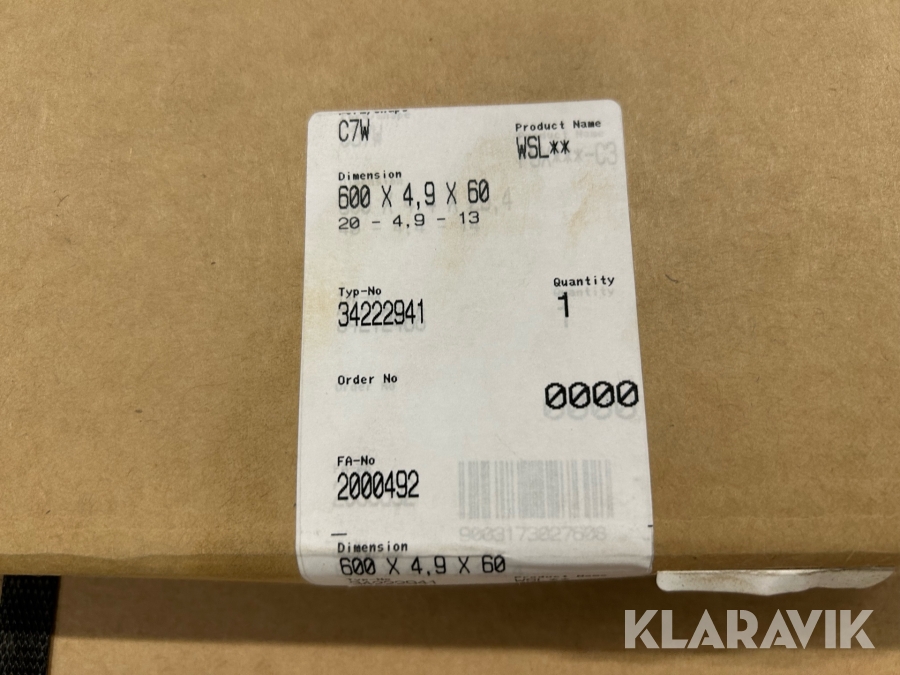 C7W
Product Name
WSL**
Dimension
600 X 4,9 X 60
20 - 4,9 - 13
Typ-No
34222941
Quantity
1
Order No
0000
FA-No
2000492
9003173027608
Dimension
600 X 4,9 X 60
KLARAVIK